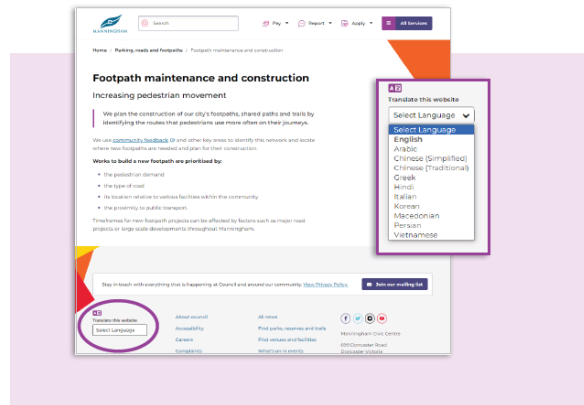 MANNINGHAM
Search
Pay
Report
Apply
All Services
Home / Parking, roads and footpaths / Footpath maintenance and construction
Footpath maintenance and construction
Increasing pedestrian movement
We plan the construction of our city's footpaths, shared paths and trails by
identifying the routes that pedestrians use more often on their journeys.
We use community feedback and other key areas to identify this network and locate
where new footpaths are needed and plan for their construction.
Works to build a new footpath are prioritised by:
• the pedestrian demand
• the type of road
• its location relative to various facilities within the community
• the proximity to public transport.
Timeframes for new footpath projects can be affected by factors such as major road
projects or large scale developments throughout Manningham.
Translate this website
Select Language
Select Language
English
Arabic
Chinese (Simplified)
Chinese (Traditional)
Greek
Hindi
Italian
Korean
Macedonian
Persian
Vietnamese
Stay in touch with everything that is happening at Council and around our community. View Privacy Policy.
Join our mailing list
Translate this website
Select Language
About council
Accessibility
Careers
Complaints
All news
Find parks, reserves and trails
Find venues and facilities
What's on in events
Manningham Civic Centre
699 Doncaster Road
Doncaster Victoria